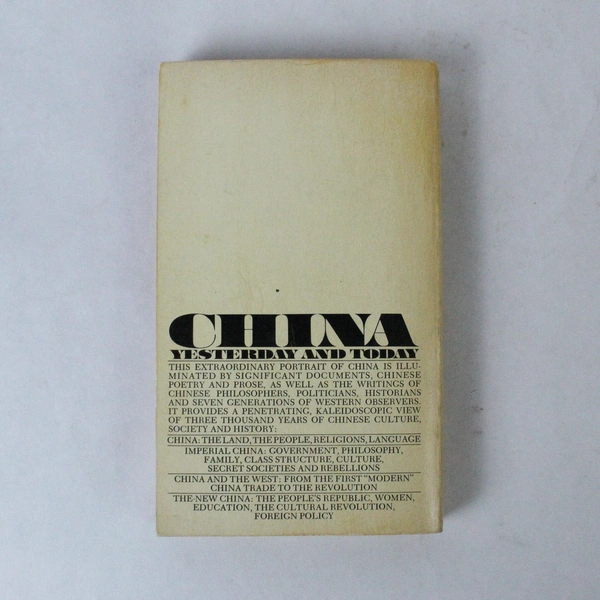 CHINA
YESTERDAY AND TODAY
THIS EXTRAORDINARY PORTRAIT OF CHINA IS ILLU-
MINATED BY SIGNIFICANT DOCUMENTS, CHINESE
POETRY AND PROSE, AS WELL AS THE WRITINGS OF
CHINESE PHILOSOPHERS, POLITICIANS, HISTORIANS
AND SEVEN GENERATIONS OF WESTERN OBSERVERS.
IT PROVIDES A PENETRATING, KALEIDOSCOPIC VIEW
OF THREE THOUSAND YEARS OF CHINESE CULTURE,
SOCIETY AND HISTORY:
CHINA: THE LAND, THE PEOPLE, RELIGIONS, LANGUAGE
IMPERIAL CHINA: GOVERNMENT, PHILOSOPHY,
FAMILY, CLASS STRUCTURE, CULTURE,
SECRET SOCIETIES AND REBELLIONS
CHINA AND THE WEST: FROM THE FIRST "MODERN"
CHINA TRADE TO THE REVOLUTION
THE NEW CHINA: THE PEOPLE'S REPUBLIC, WOMEN,
EDUCATION, THE CULTURAL REVOLUTION,
FOREIGN POLICY